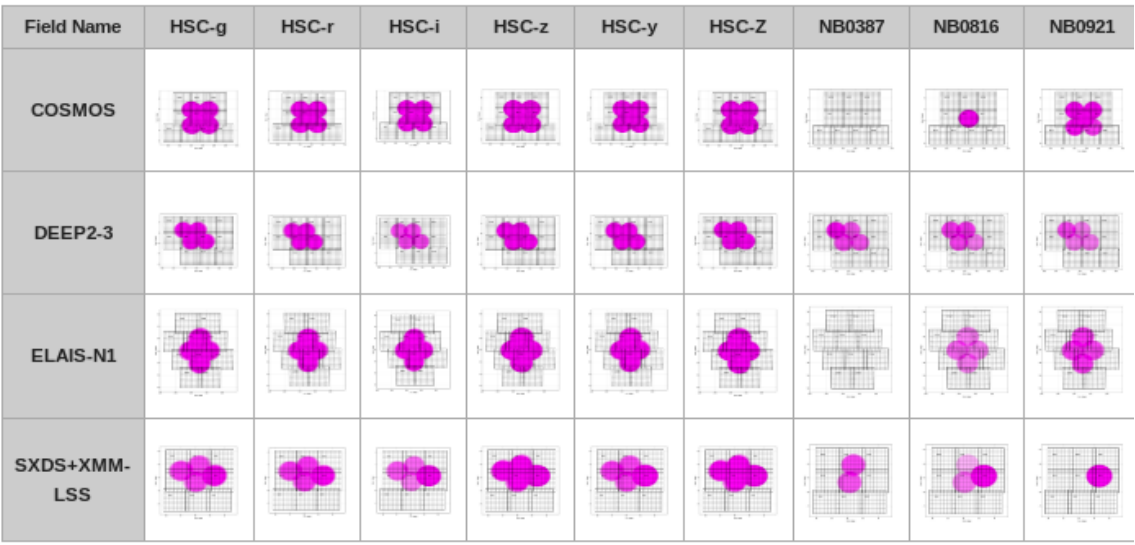 Field Name HSC-g HSC-r HSC-i HSC-z HSC-y HSC-Z NB0387 NB0816 NB0921
COSMOS
DEEP2-3
ELAIS-N1
SXDS+XMM-
LSS